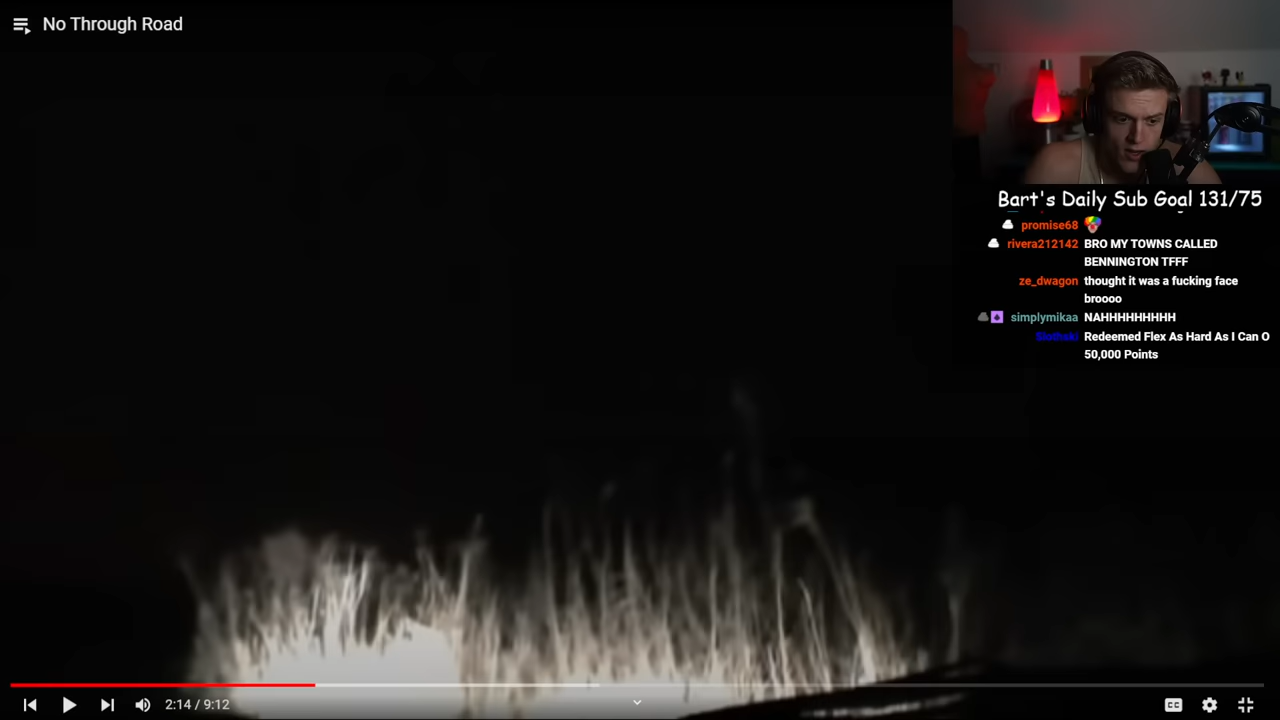 No Through Road
Bart's Daily Sub Goal 131/75
promise68
rivera212142 BRO MY TOWNS CALLED
BENNINGTON TFFF
ze_dwagon thought it was a fucking face
broooo
simplymikaa NAHHHHHHHHH
Slothski Redeemed Flex As Hard As I Can O
50,000 Points
2:14 / 9:12
CC